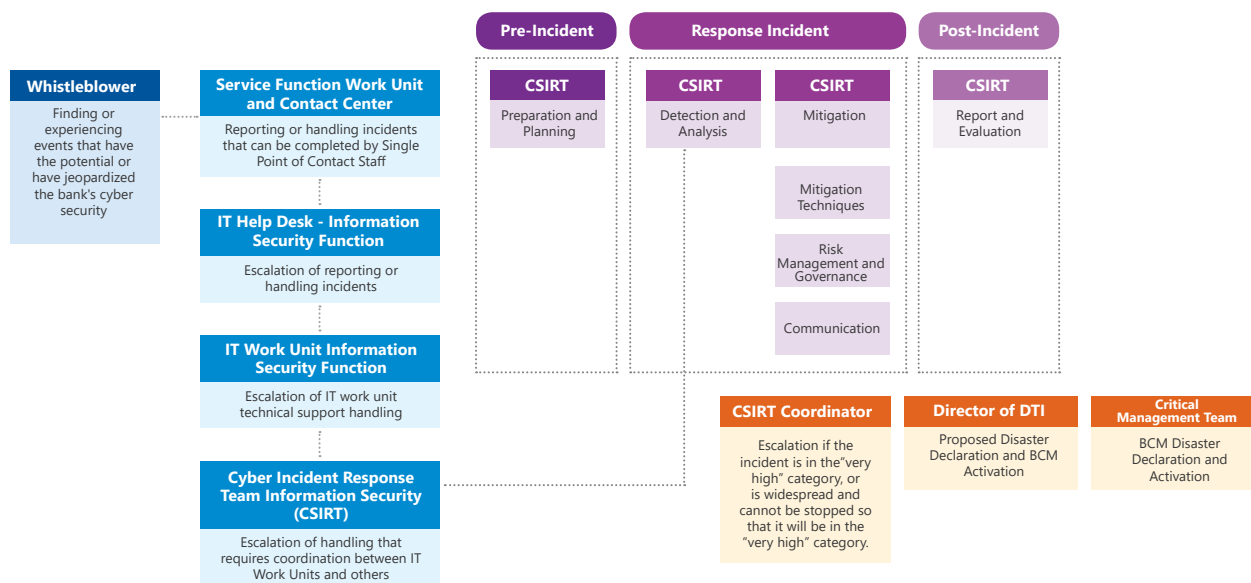 Pre-Incident
Response Incident
Post-Incident
Whistleblower
Finding or
experiencing
events that have
the potential or
have jeopardized
the bank's cyber
security
Service Function Work Unit
and Contact Center
Reporting or handling incidents
that can be completed by Single
Point of Contact Staff
IT Help Desk - Information
Security Function
Escalation of reporting or
handling incidents
IT Work Unit Information
Security Function
Escalation of IT work unit
technical support handling
Cyber Incident Response
Team Information Security
(CSIRT)
Escalation of handling that
requires coordination between IT
Work Units and others
CSIRT
Preparation and
Planning
CSIRT
Detection and
Analysis
CSIRT
Mitigation
Mitigation
Techniques
Risk
Management and
Governance
Communication
CSIRT
Report and
Evaluation
CSIRT Coordinator
Escalation if the
incident is in the“very
high” category, or
is widespread and
cannot be stopped so
that it will be in the
“very high” category.
Director of DTI
Proposed Disaster
Declaration and BCM
Activation
Critical
Management Team
BCM Disaster
Declaration and
Activation